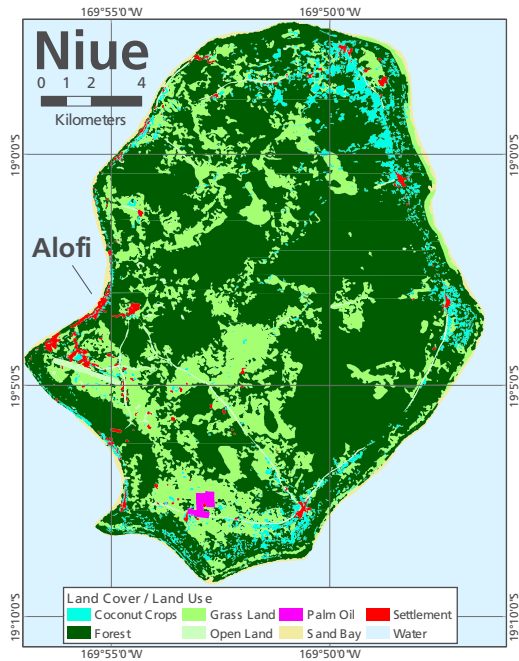 169°55'0"W 169°50'0"W
Niue
0 1 2 4
Kilometers
19°0'0"S 19°0'0"S
Alofi
19°5'0"S 19°5'0"S
19°10'0"S 19°10'0"S
Land Cover / Land Use
Coconut Crops Grass Land Palm Oil Settlement
Forest Open Land Sand Bay Water
169°55'0"W 169°50'0"W